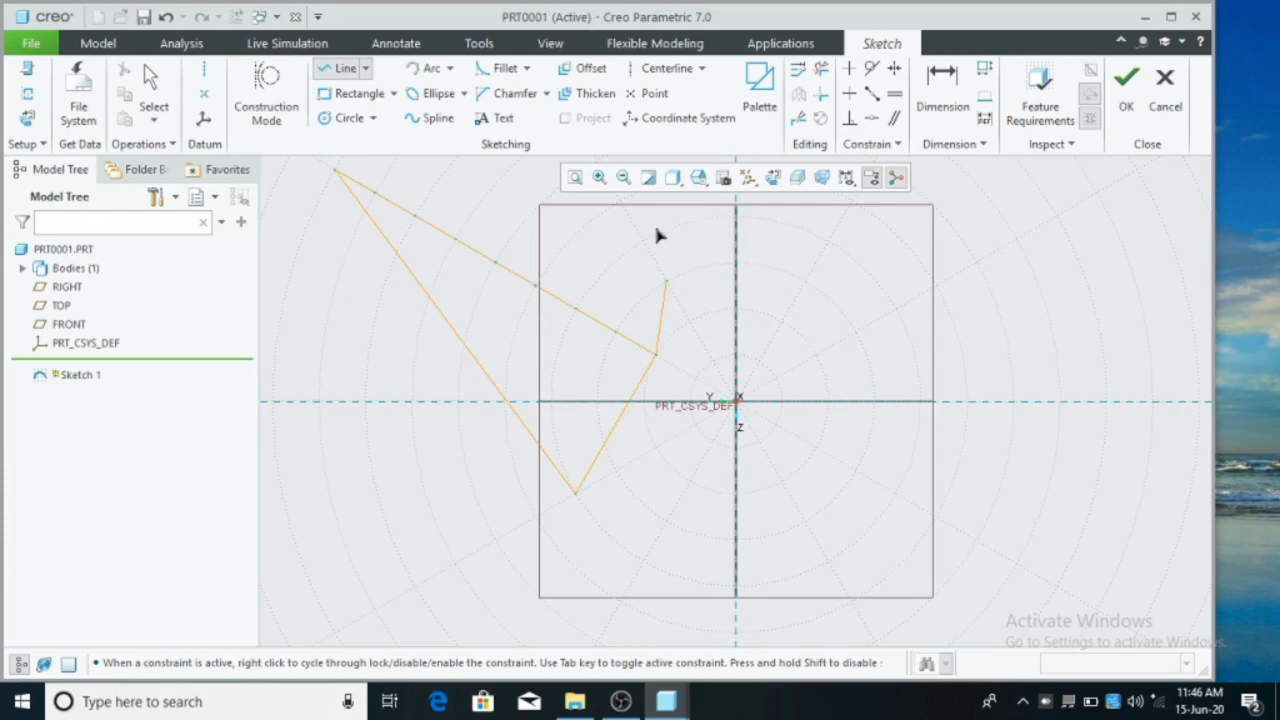 creo®
PRT0001 (Active) - Creo Parametric 7.0
File Model Analysis Live Simulation Annotate Tools View Flexible Modeling Applications Sketch
File System
Select
Construction Mode
Line Arc Fillet Offset Centerline
Rectangle Ellipse Chamfer Thicken Point
Circle Spline Text Project Coordinate System
Palette
Dimension
Feature Requirements
OK Cancel
Setup Get Data Operations Datum Sketching Editing Constrain Dimension Inspect Close
Model Tree Folder B Favorites
Model Tree
PRT0001.PRT
Bodies (1)
RIGHT
TOP
FRONT
PRT_CSYS_DEF
Sketch 1
Y X
PRT_CSYS_DEF
Z
Activate Windows
Go to Settings to activate Windows.
• When a constraint is active, right click to cycle through lock/disable/enable the constraint. Use Tab key to toggle active constraint. Press and hold Shift to disable
Type here to search
11:46 AM
15-Jun-20
2